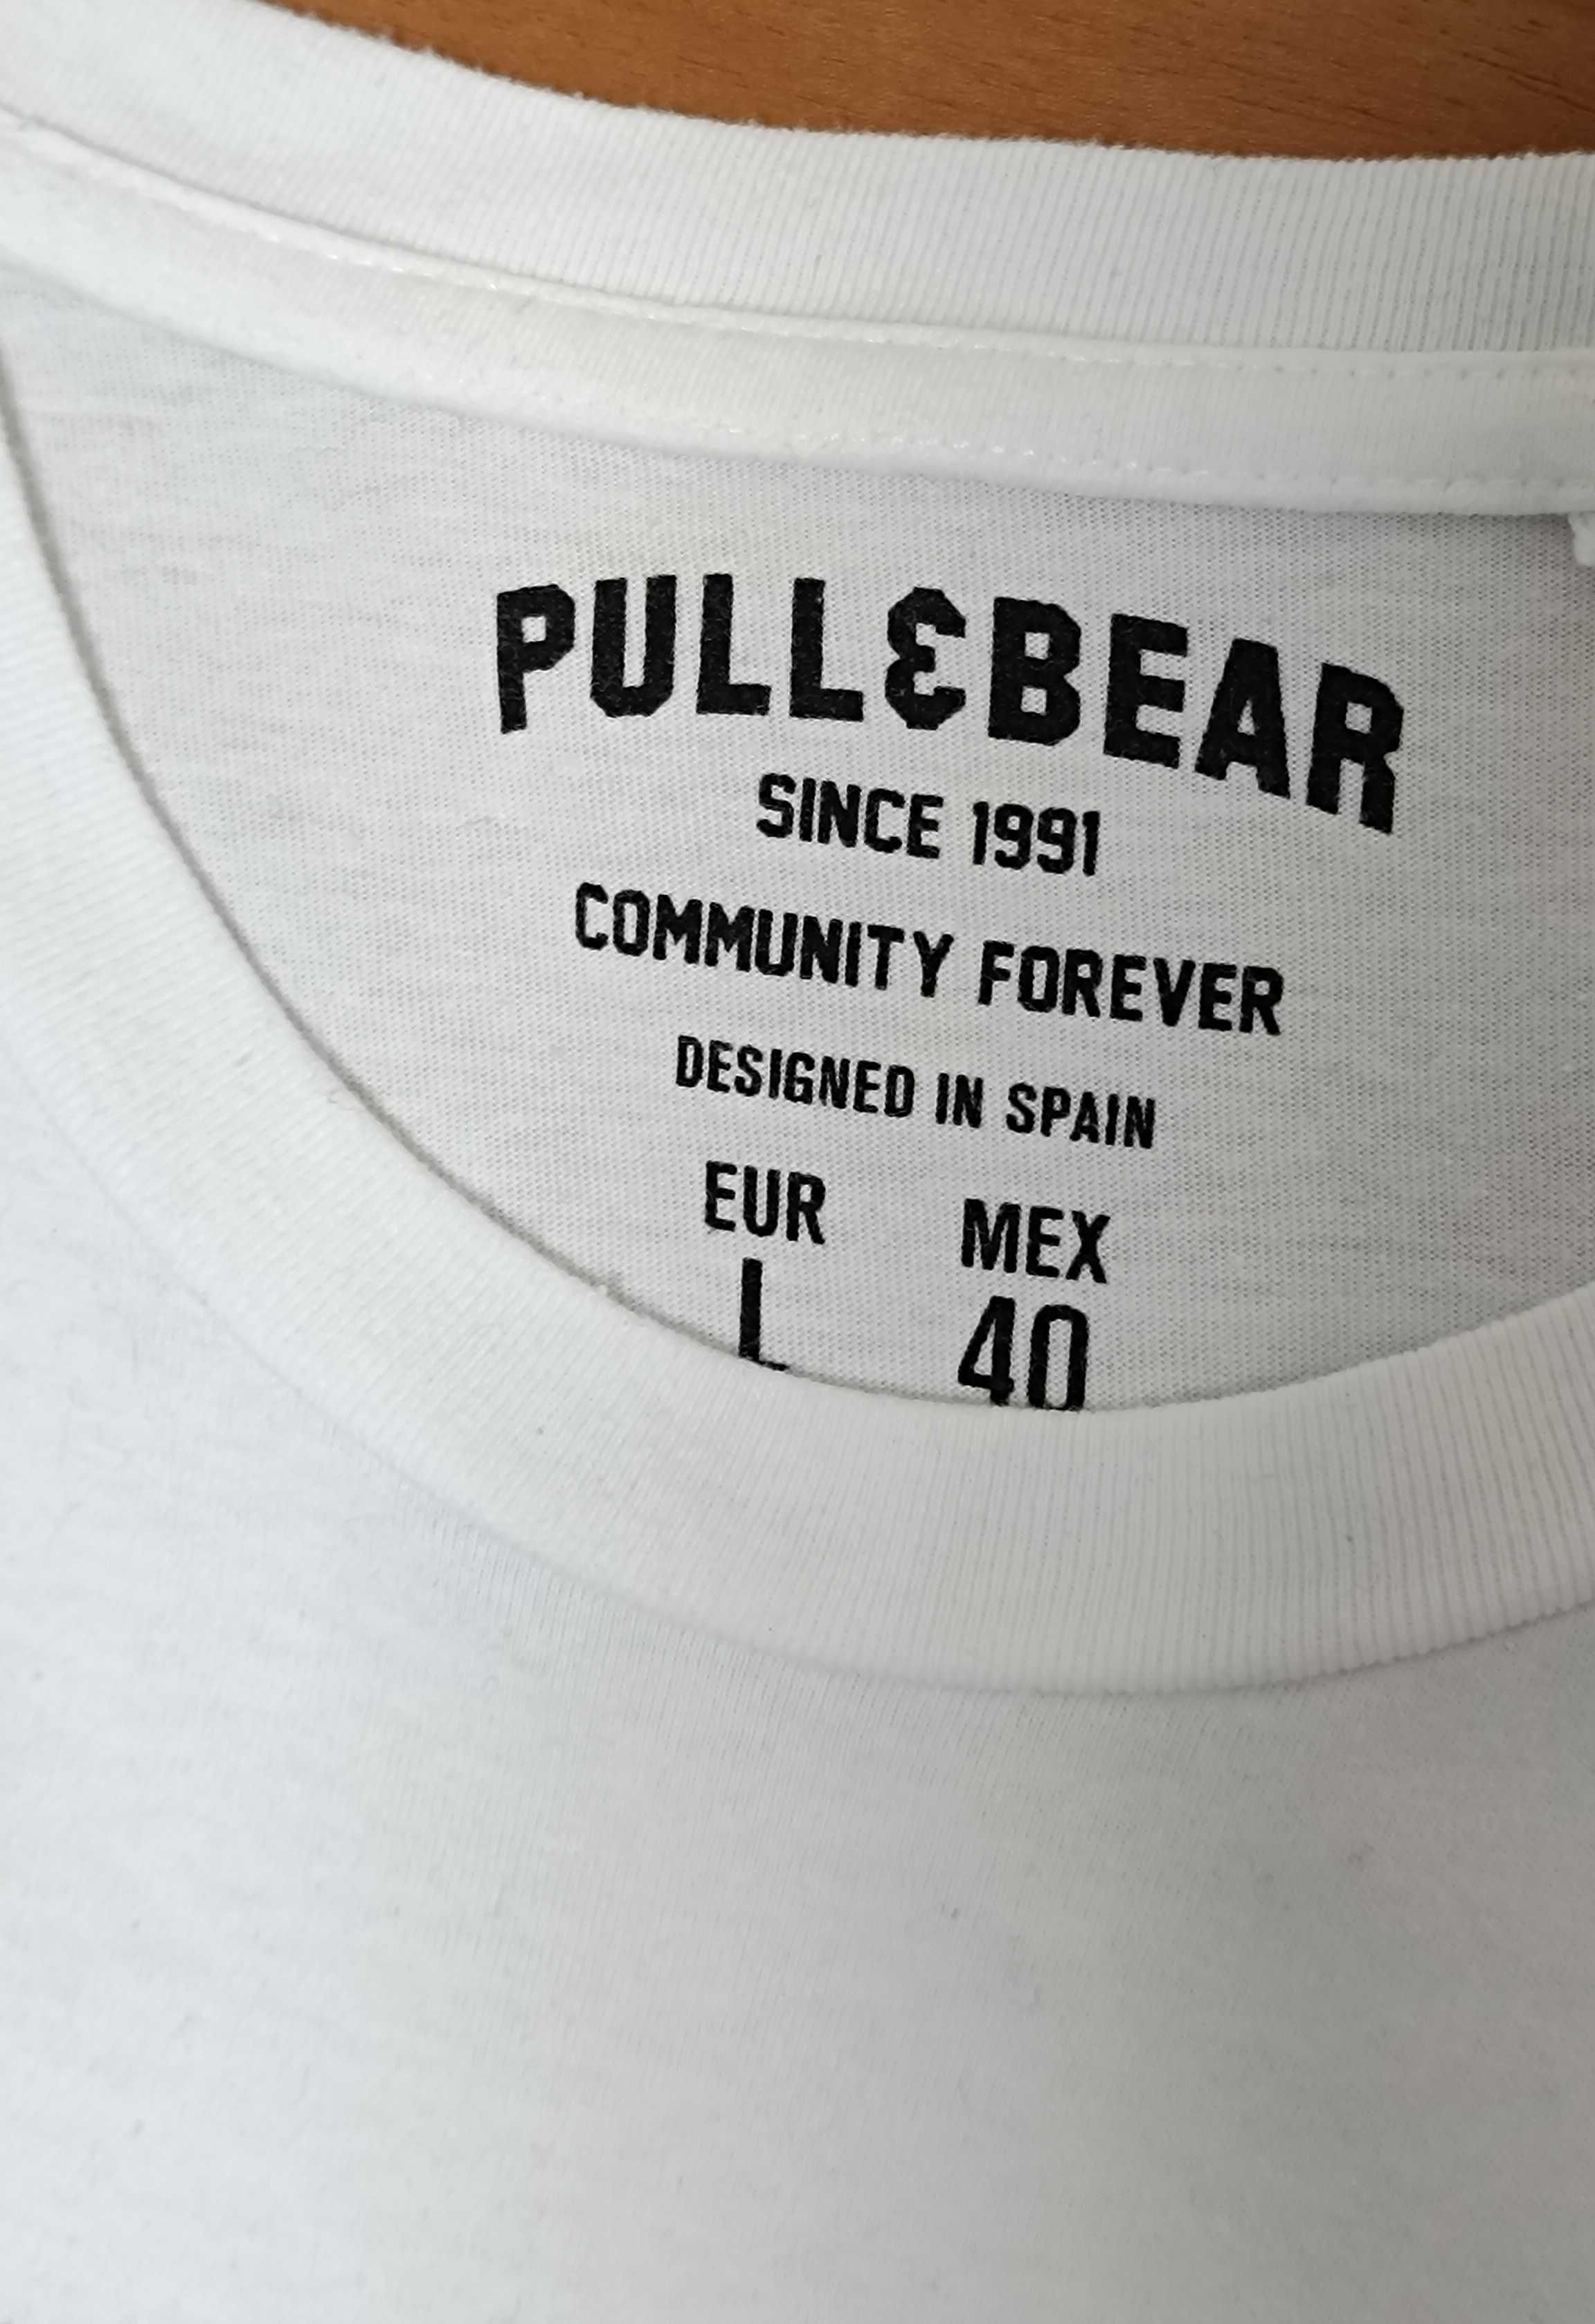 PULL&BEAR
SINCE 1991
COMMUNITY FOREVER
DESIGNED IN SPAIN
EUR MEX
L 40